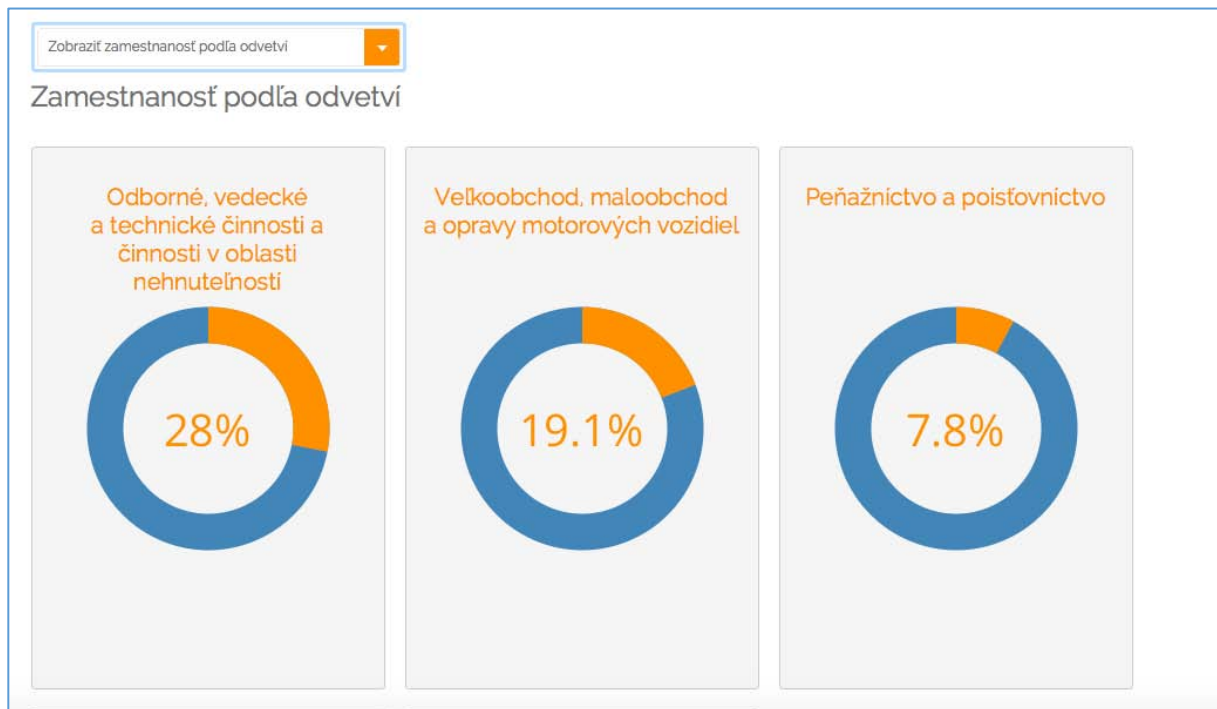 Zobraziť zamestnanosť podľa odvetví
Zamestnanosť podľa odvetví
Odborné, vedecké
a technické činnosti a
činnosti v oblasti
nehnuteľností
28%
Veľkoobchod, maloobchod
a opravy motorových vozidiel
19.1%
Peňažníctvo a poisťovníctvo
7.8%